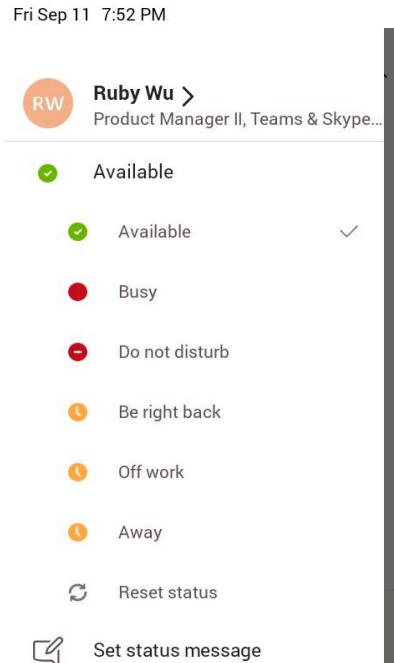 Fri Sep 11 7:52 PM
RW
Ruby Wu
Product Manager II, Teams & Skype...
Available
Available
Busy
Do not disturb
Be right back
Off work
Away
Reset status
Set status message